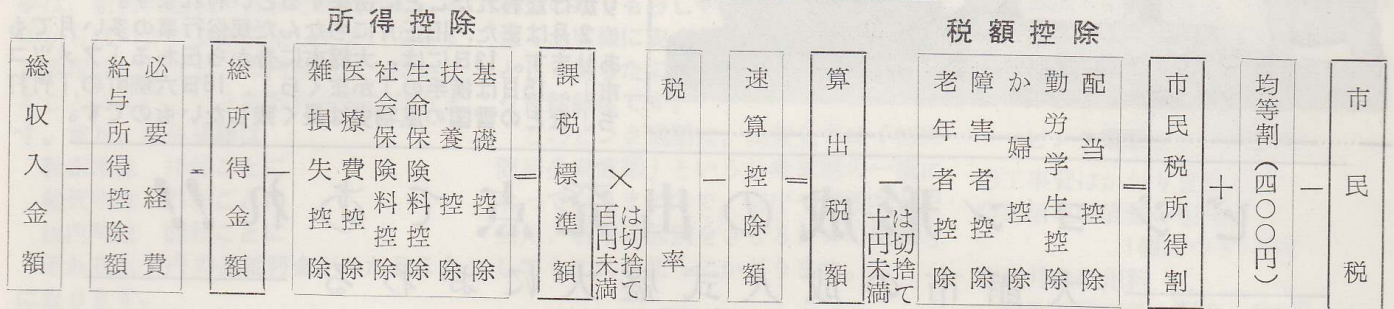 所得控除
税額控除
総収入金額
−
必要経費
給与所得控除額
=
総所得金額
−
基礎控除
扶養控除
生命保険料控除
社会保険料控除
医療費控除
雑損失控除
=
課税標準額
×
百円未満
は切捨て
税率
−
速算控除額
=
算出税額
−
十円未満
は切捨て
配当控除
勤労学生控除
か婦控除
障害者控除
老年者控除
=
市民税所得割
+
均等割(四〇〇円)
−
市民税